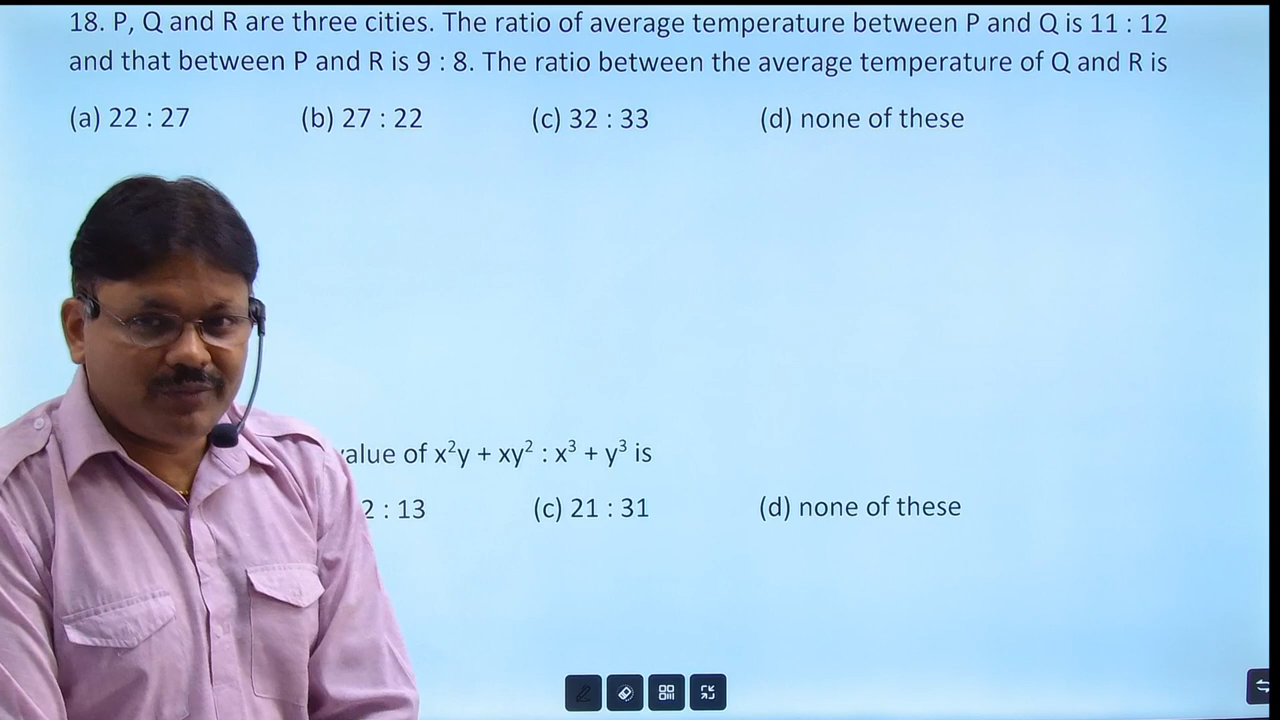 18. P, Q and R are three cities. The ratio of average temperature between P and Q is 11 : 12
and that between P and R is 9 : 8. The ratio between the average temperature of Q and R is
(a) 22 : 27 (b) 27 : 22 (c) 32 : 33 (d) none of these
of x²y + xy² : x³ + y³ is
: 13 (c) 21 : 31 (d) none of these